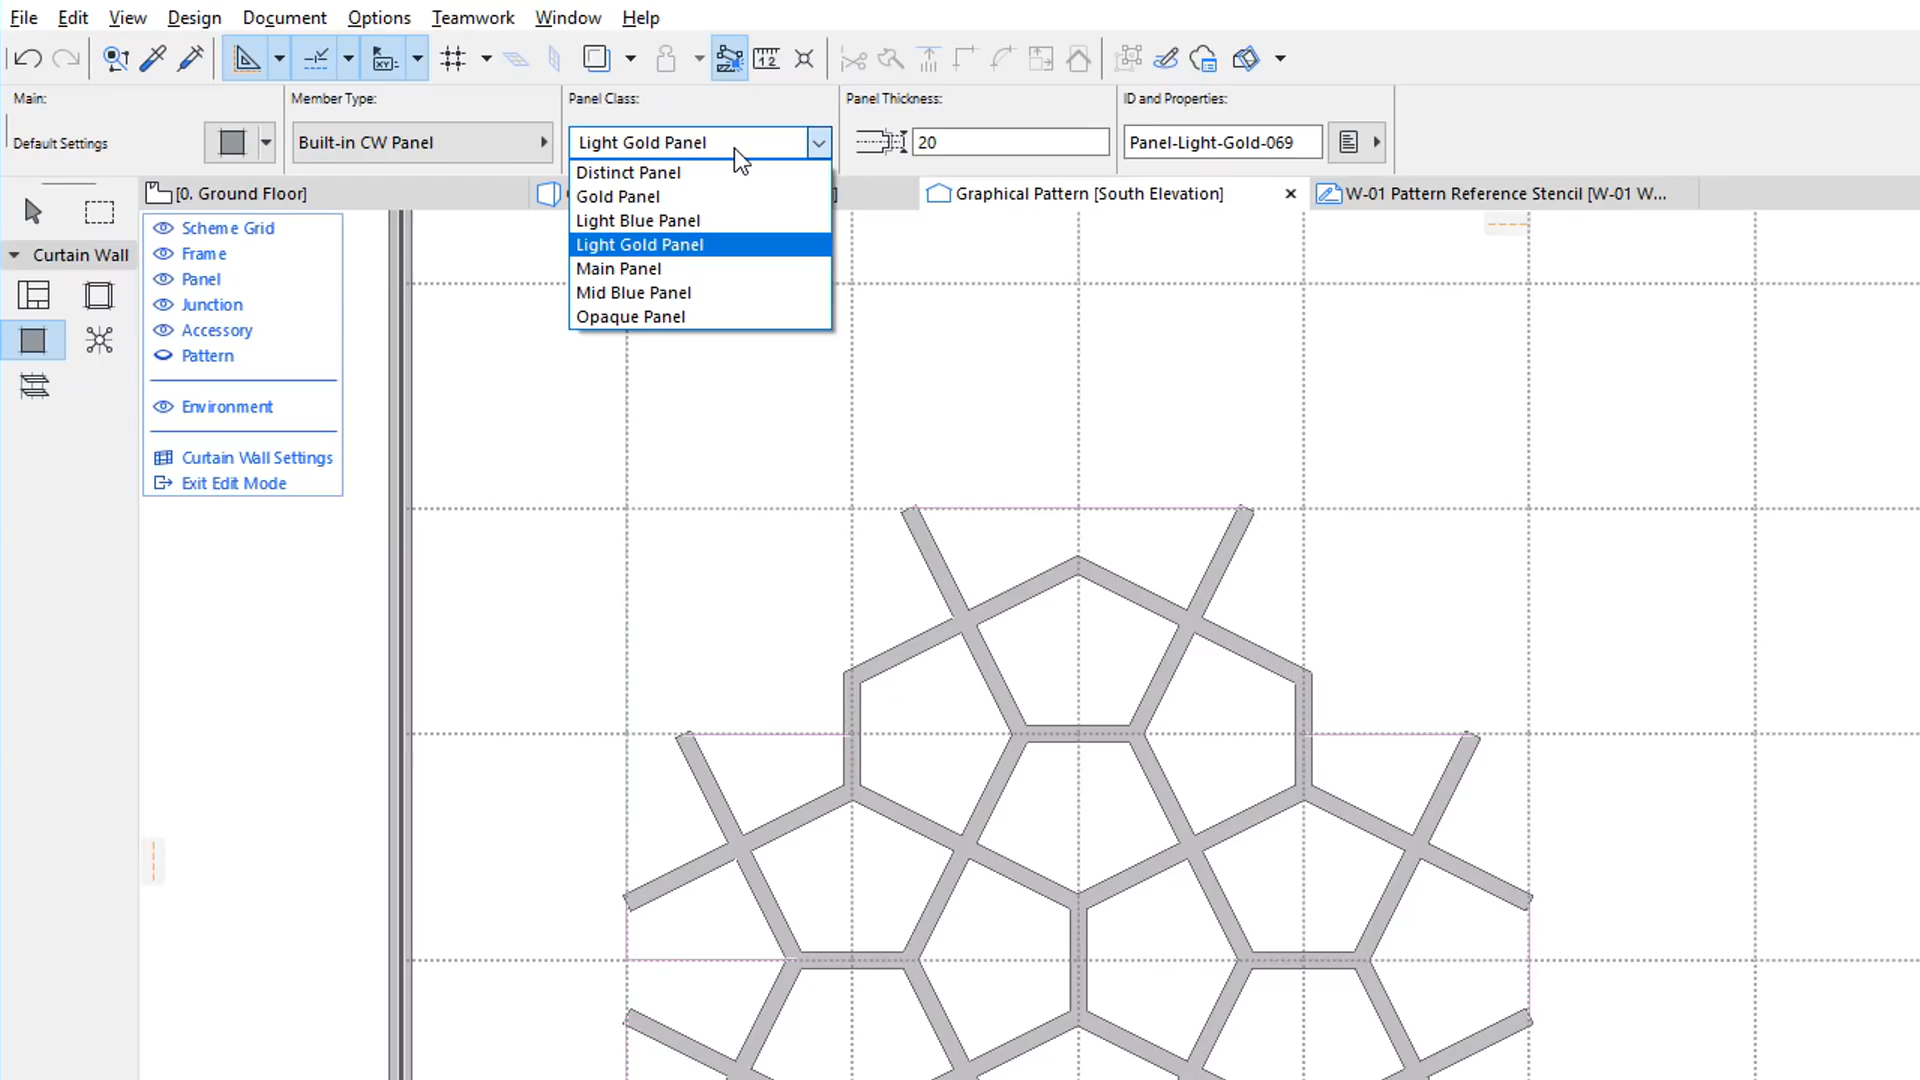 File Edit View Design Document Options Teamwork Window Help
Main: Member Type: Panel Class: Panel Thickness: ID and Properties:
Default Settings Built-in CW Panel Light Gold Panel 20 Panel-Light-Gold-069
Distinct Panel
Gold Panel
Light Blue Panel
Light Gold Panel
Main Panel
Mid Blue Panel
Opaque Panel
[0. Ground Floor] ] Graphical Pattern [South Elevation] W-01 Pattern Reference Stencil [W-01 W...
Curtain Wall
Scheme Grid
Frame
Panel
Junction
Accessory
Pattern
Environment
Curtain Wall Settings
Exit Edit Mode